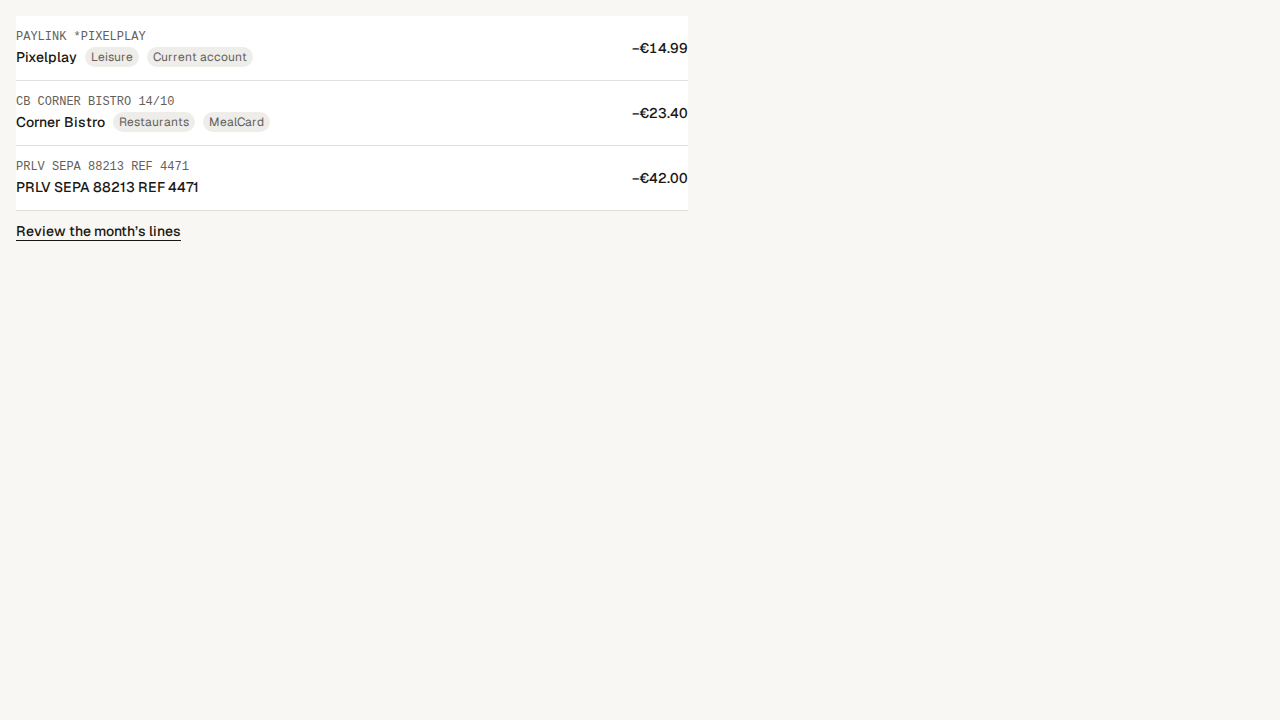 PAYLINK *PIXELPLAY
Pixelplay Leisure Current account
−€14.99
CB CORNER BISTRO 14/10
Corner Bistro Restaurants MealCard
−€23.40
PRLV SEPA 88213 REF 4471
PRLV SEPA 88213 REF 4471
−€42.00
Review the month’s lines